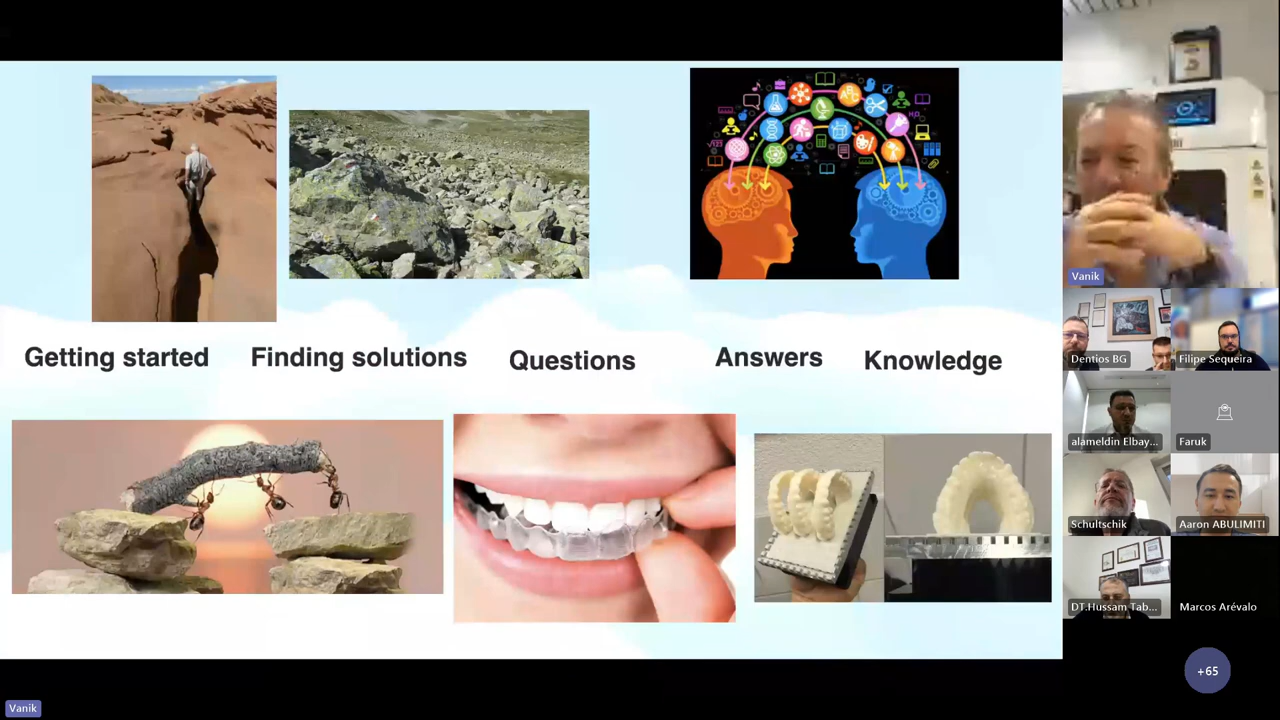 Getting started
Finding solutions
Questions
Answers
Knowledge
Vanik
Dentios BG
Filipe Sequeira
alameldin Elbay...
Faruk
Schultschik
Aaron ABULIMITI
DT.Hussam Tab...
Marcos Arévalo
+65
Vanik